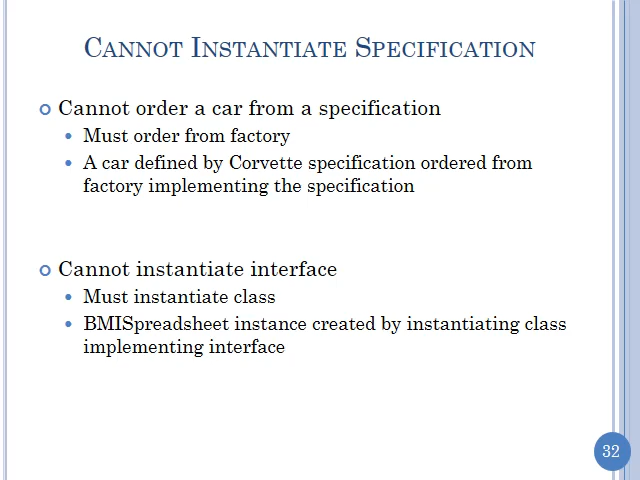 Cannot Instantiate Specification
Cannot order a car from a specification
Must order from factory
A car defined by Corvette specification ordered from
factory implementing the specification
Cannot instantiate interface
Must instantiate class
BMISpreadsheet instance created by instantiating class
implementing interface
32